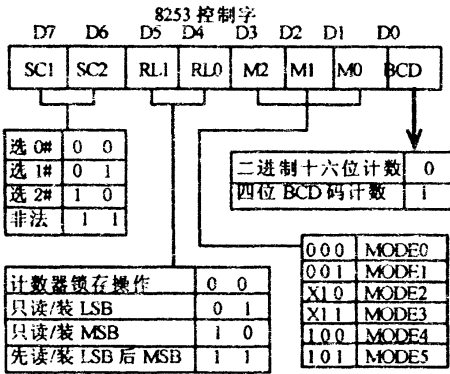 8253 控制字
D7 D6 D5 D4 D3 D2 D1 D0
SC1 SC2 RL1 RL0 M2 M1 M0 BCD
选 0# 0 0
选 1# 0 1
选 2# 1 0
非法 1 1
二进制十六位计数 0
四位 BCD 码计数 1
计数器锁存操作 0 0
只读/装 LSB 0 1
只读/装 MSB 1 0
先读/装 LSB 后 MSB 1 1
000 MODE0
001 MODE1
X10 MODE2
X11 MODE3
100 MODE4
101 MODE5